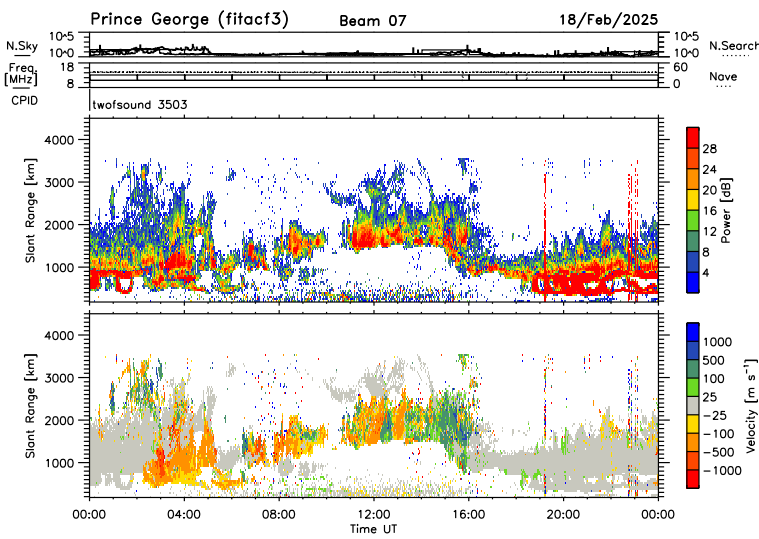 Prince George (fitacf3) Beam 07 18/Feb/2025
N.Sky 10^5 10^0 10^5 10^0 N.Search
Freq [MHz] 18 8 60 0 Nave
CPID twofsound 3503
Slant Range [km] 4000 3000 2000 1000
Power [dB] 28 24 20 16 12 8 4
Slant Range [km] 4000 3000 2000 1000
Velocity [m s⁻¹] 1000 500 100 25 −25 −100 −500 −1000
00:00 04:00 08:00 12:00 16:00 20:00 00:00
Time UT